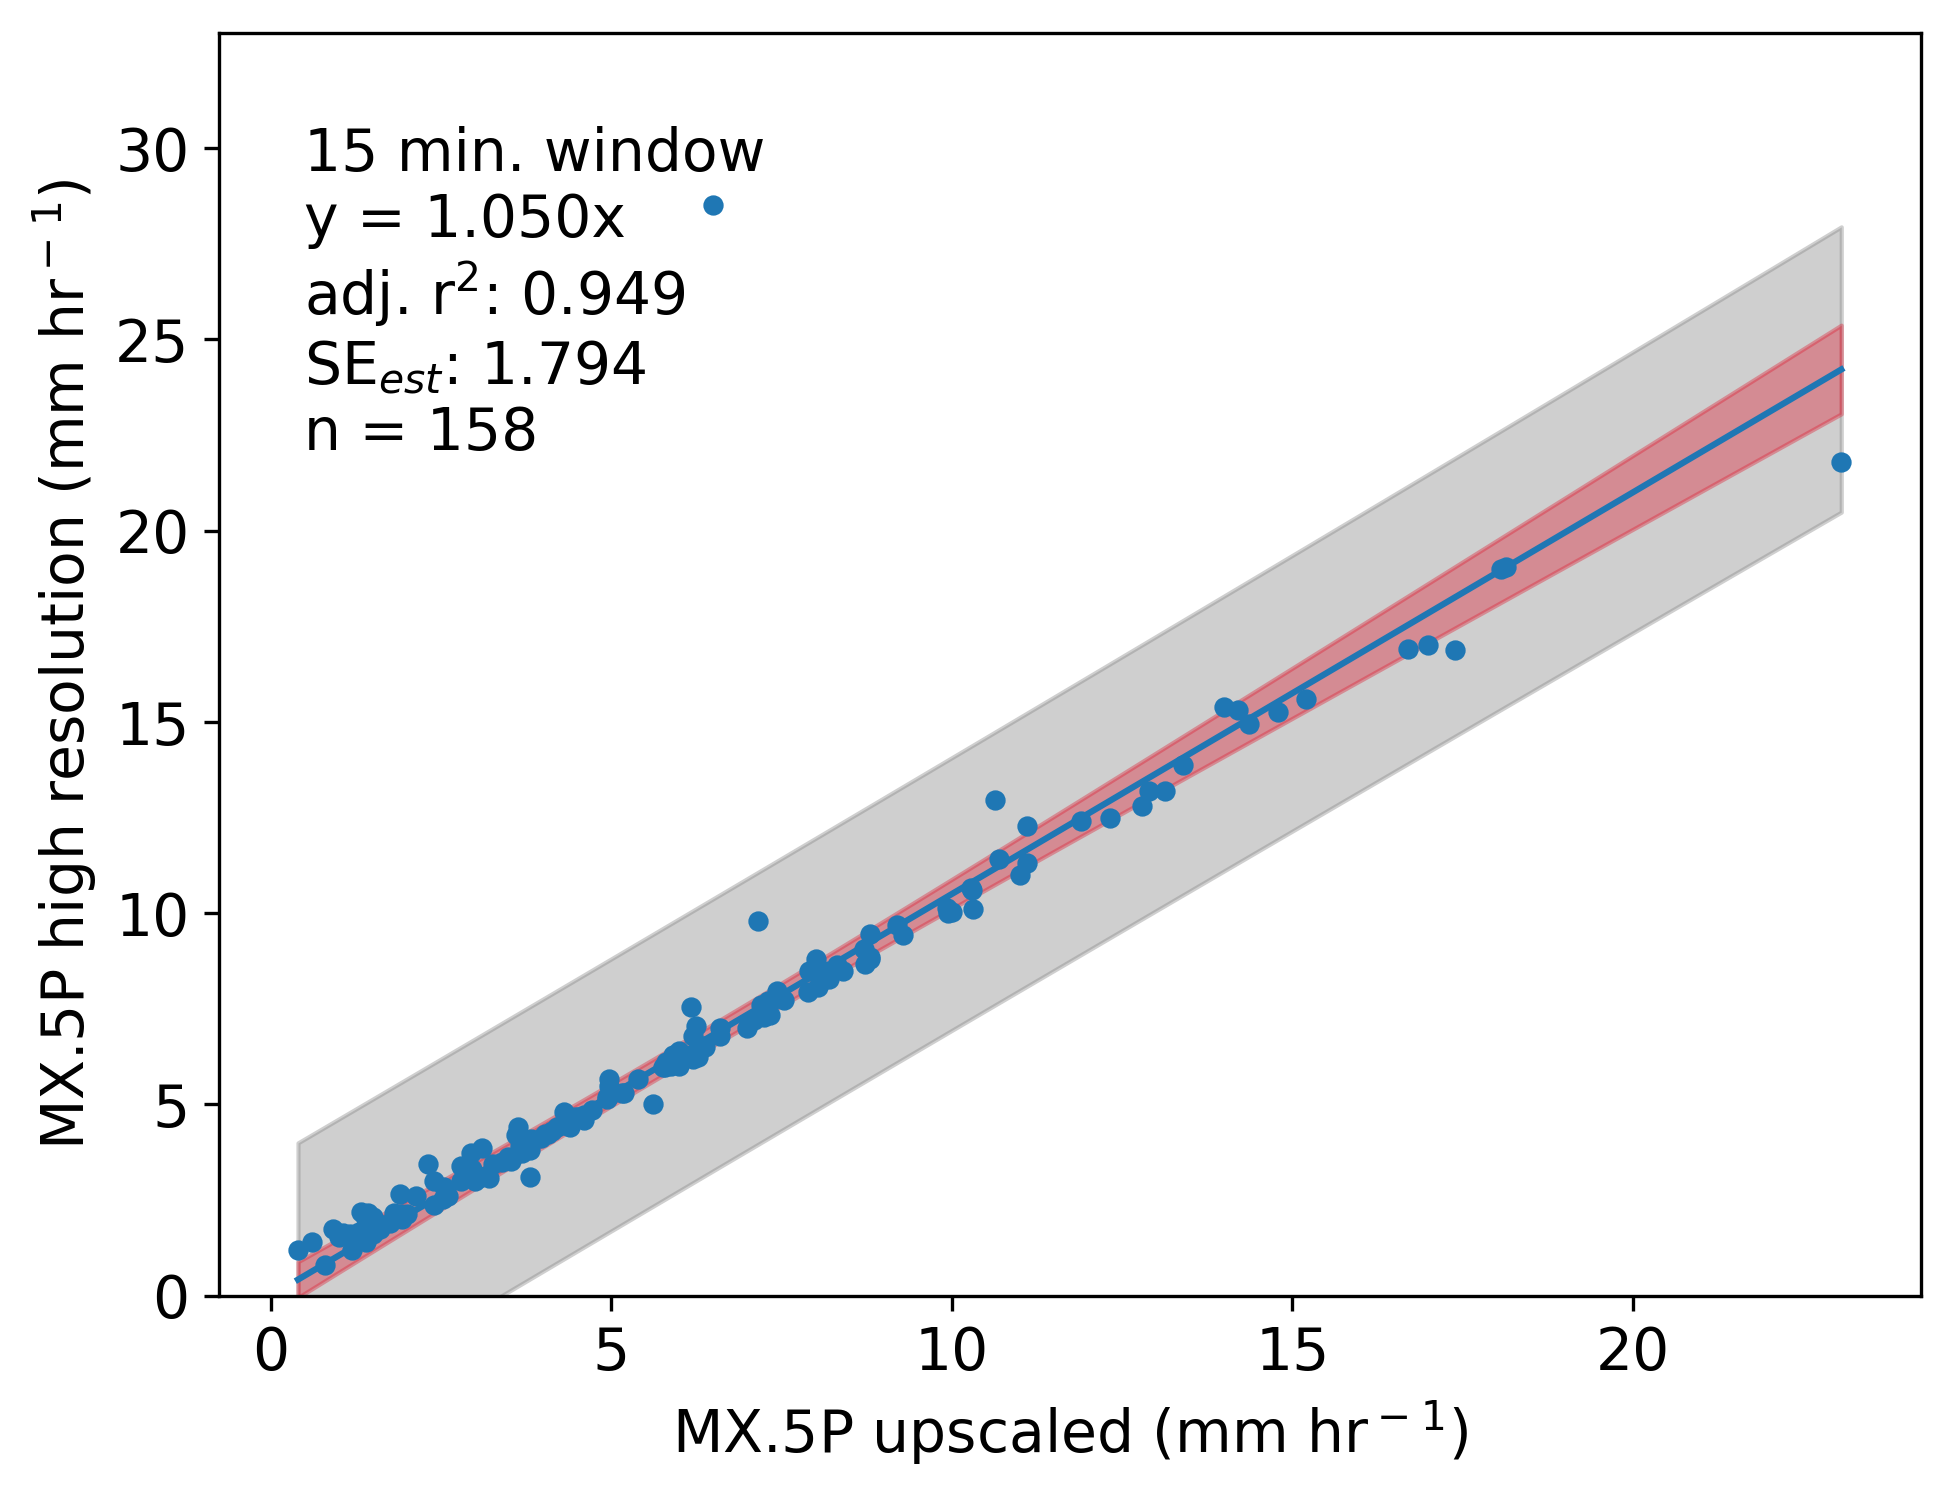 15 min. window
y = 1.050x
adj. r²: 0.949
SE_est: 1.794
n = 158
MX.5P high resolution (mm hr⁻¹)
30
25
20
15
10
5
0
0 5 10 15 20
MX.5P upscaled (mm hr⁻¹)